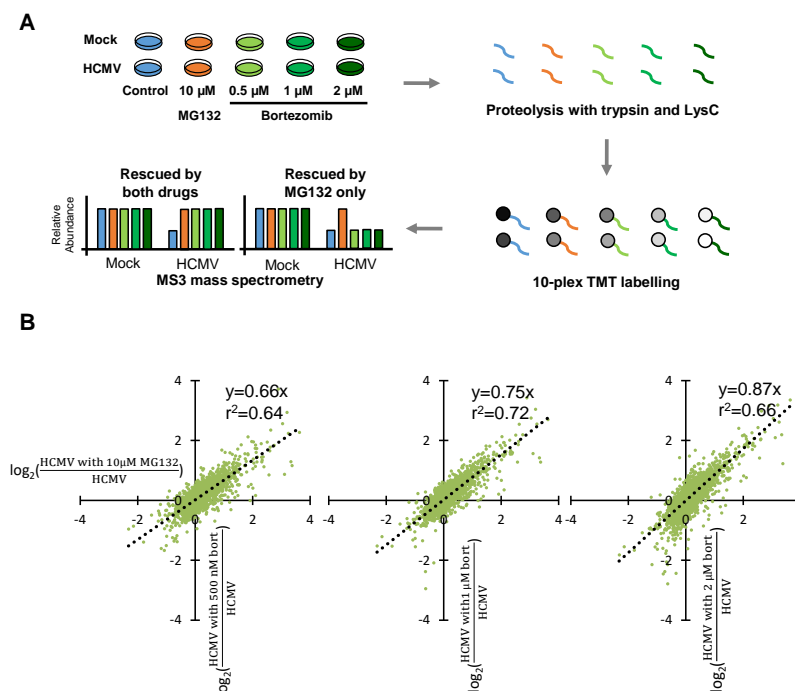 A
Mock
HCMV
Control 10 µM 0.5 µM 1 µM 2 µM
MG132 Bortezomib
Proteolysis with trypsin and LysC
Rescued by both drugs
Rescued by MG132 only
Relative Abundance
Mock HCMV Mock HCMV
MS3 mass spectrometry
10-plex TMT labelling
B
log2(HCMV with 10µM MG132/HCMV)
y=0.66x
r²=0.64
4
2
0
-4 -2 0 2 4
-2
-4
log2(HCMV with 500 nM bort/HCMV)
y=0.75x
r²=0.72
4
2
0
-4 -2 0 2 4
-2
-4
log2(HCMV with1 µM bort/HCMV)
y=0.87x
r²=0.66
4
2
0
-4 -2 0 2
-2
-4
log2(HCMV with 2 µM bort/HCMV)